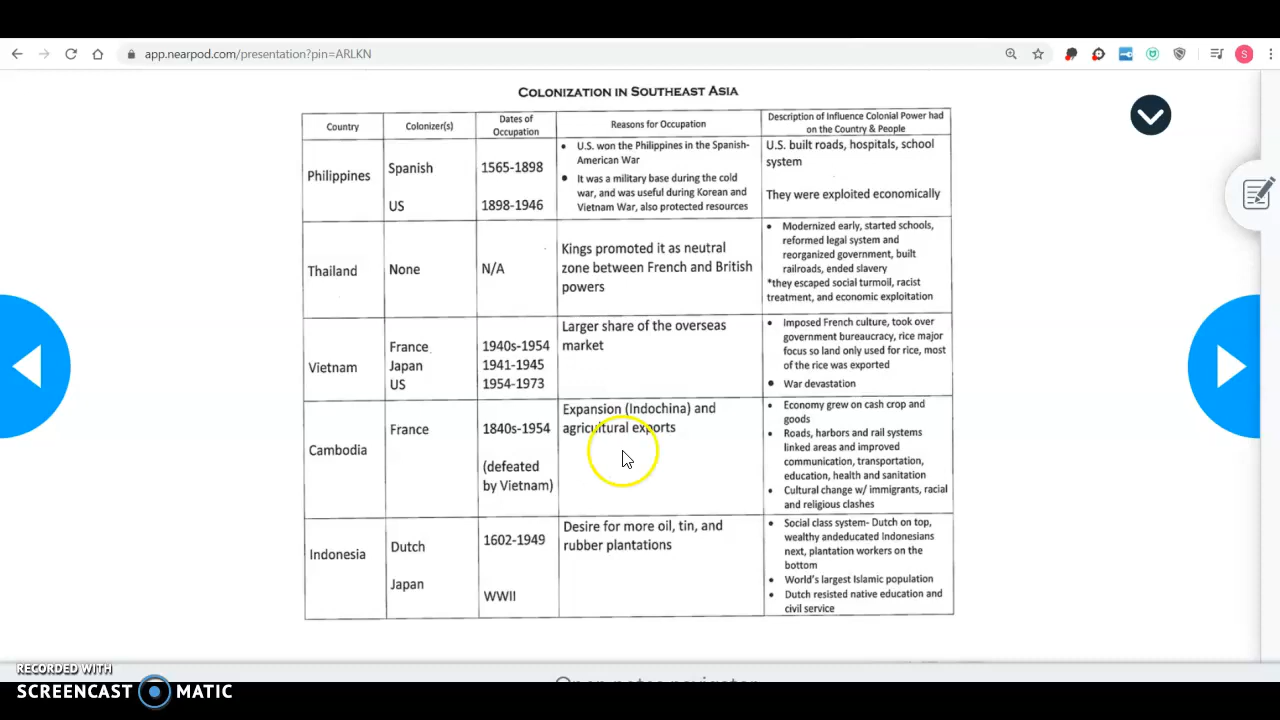 app.nearpod.com/presentation?pin=ARLKN
S
COLONIZATION IN SOUTHEAST ASIA
Country
Colonizer(s)
Dates of
Occupation
Reasons for Occupation
Description of Influence Colonial Power had
on the Country & People
Philippines
Spanish
US
1565-1898
1898-1946
• U.S. won the Philippines in the Spanish-
American War
• It was a military base during the cold
war, and was useful during Korean and
Vietnam War, also protected resources
U.S. built roads, hospitals, school
system
They were exploited economically
Thailand
None
N/A
Kings promoted it as neutral
zone between French and British
powers
• Modernized early, started schools,
reformed legal system and
reorganized government, built
railroads, ended slavery
*they escaped social turmoil, racist
treatment, and economic exploitation
Vietnam
France
Japan
US
1940s-1954
1941-1945
1954-1973
Larger share of the overseas
market
• Imposed French culture, took over
government bureaucracy, rice major
focus so land only used for rice, most
of the rice was exported
• War devastation
Cambodia
France
1840s-1954
(defeated
by Vietnam)
Expansion (Indochina) and
agricultural exports
• Economy grew on cash crop and
goods
• Roads, harbors and rail systems
linked areas and improved
communication, transportation,
education, health and sanitation
• Cultural change w/ immigrants, racial
and religious clashes
Indonesia
Dutch
Japan
1602-1949
WWII
Desire for more oil, tin, and
rubber plantations
• Social class system- Dutch on top,
wealthy andeducated Indonesians
next, plantation workers on the
bottom
• World's largest Islamic population
• Dutch resisted native education and
civil service
RECORDED WITH
SCREENCAST MATIC